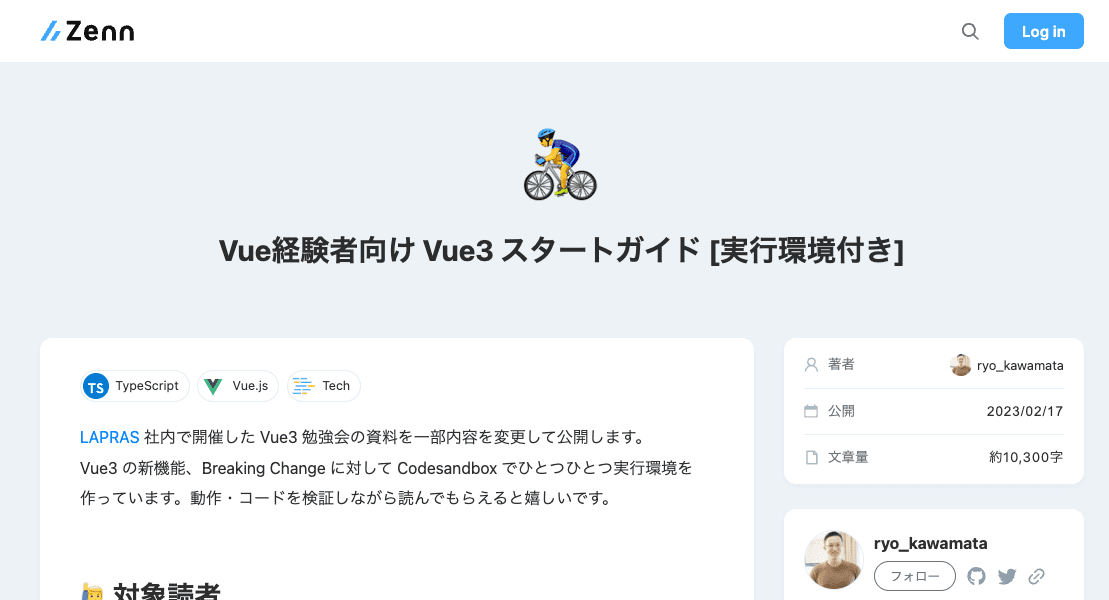 Zenn
Log in
Vue経験者向け Vue3 スタートガイド [実行環境付き]
TS TypeScript
Vue.js
Tech
LAPRAS 社内で開催した Vue3 勉強会の資料を一部内容を変更して公開します。
Vue3 の新機能、Breaking Change に対して Codesandbox でひとつひとつ実行環境を
作っています。動作・コードを検証しながら読んでもらえると嬉しいです。
対象読者
著者 ryo_kawamata
公開 2023/02/17
文章量 約10,300字
ryo_kawamata
フォロー